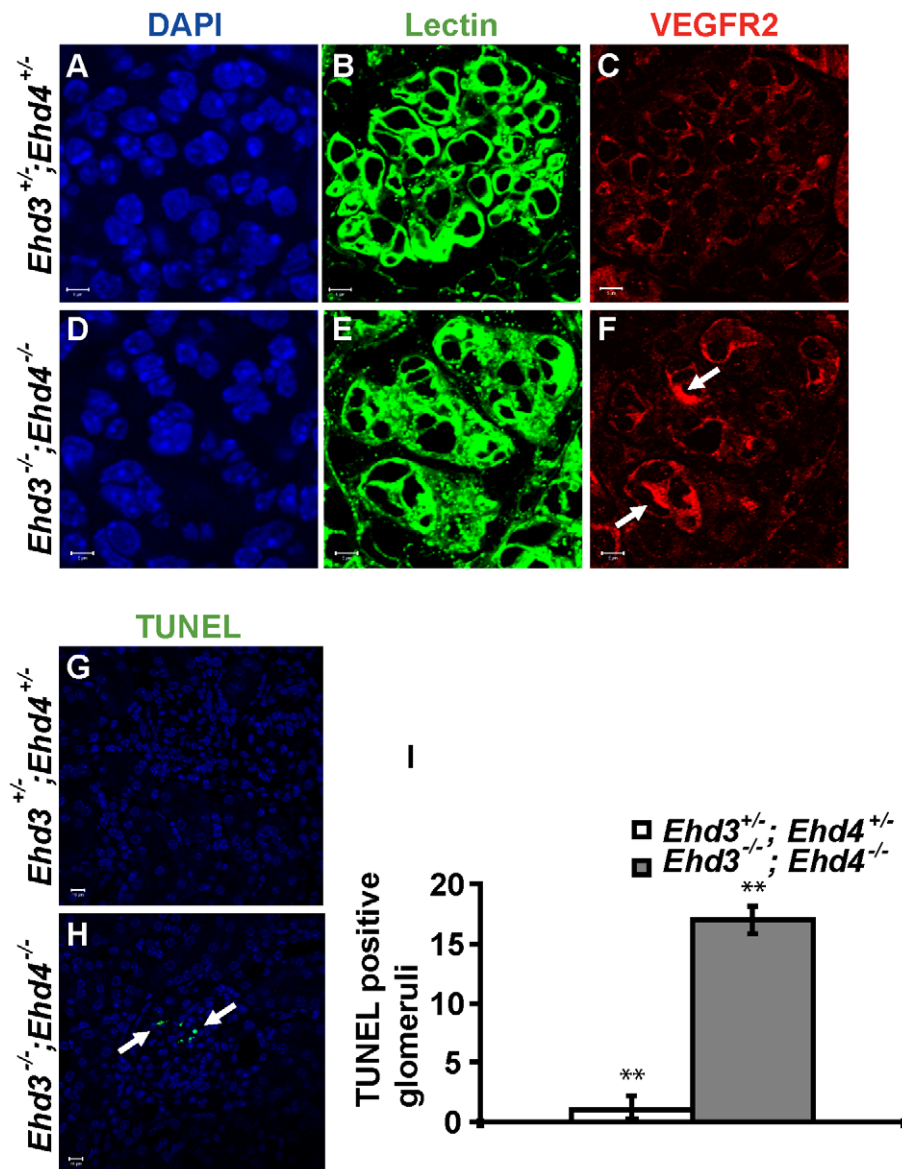 DAPI Lectin VEGFR2
Ehd3+/-;Ehd4+/-
A B C
Ehd3-/-;Ehd4-/-
D E F
TUNEL
Ehd3+/-;Ehd4+/-
G
Ehd3-/-;Ehd4-/-
H
I
Ehd3+/-; Ehd4+/-
Ehd3-/-; Ehd4-/-
TUNEL positive
glomeruli
20
15
10
5
0
**
**